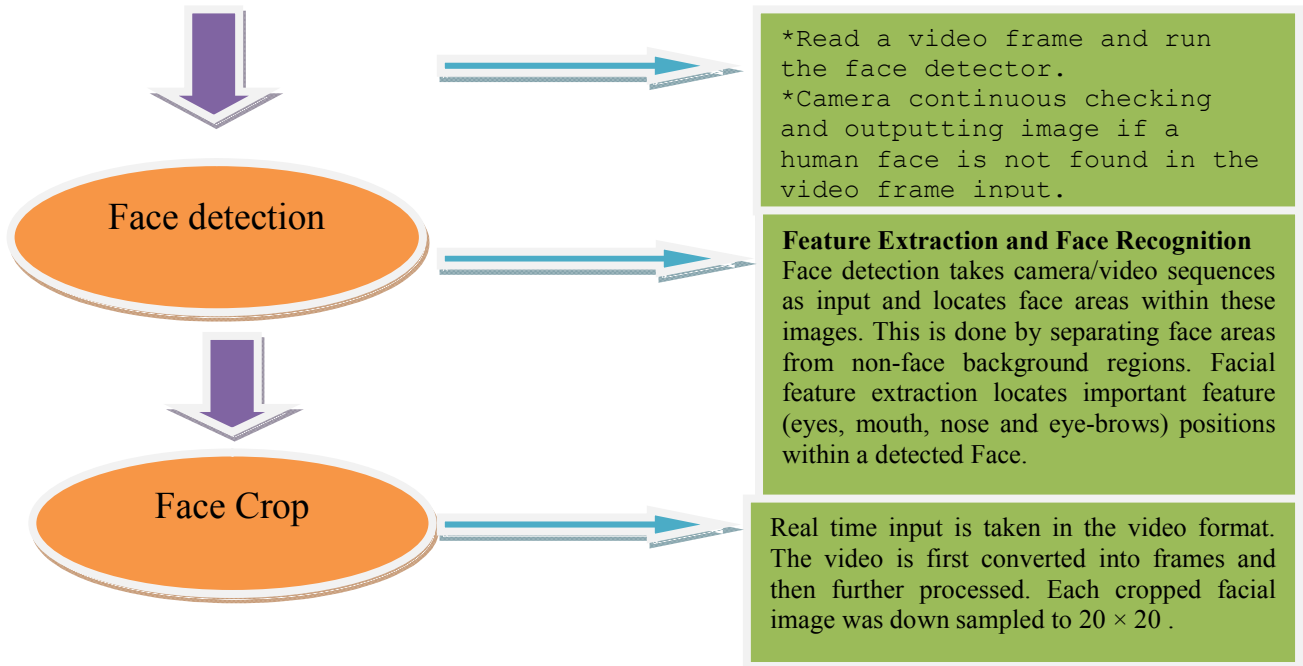 *Read a video frame and run
the face detector.
*Camera continuous checking
and outputting image if a
human face is not found in the
video frame input.
Face detection
Feature Extraction and Face Recognition
Face detection takes camera/video sequences
as input and locates face areas within these
images. This is done by separating face areas
from non-face background regions. Facial
feature extraction locates important feature
(eyes, mouth, nose and eye-brows) positions
within a detected Face.
Face Crop
Real time input is taken in the video format.
The video is first converted into frames and
then further processed. Each cropped facial
image was down sampled to 20 × 20 .